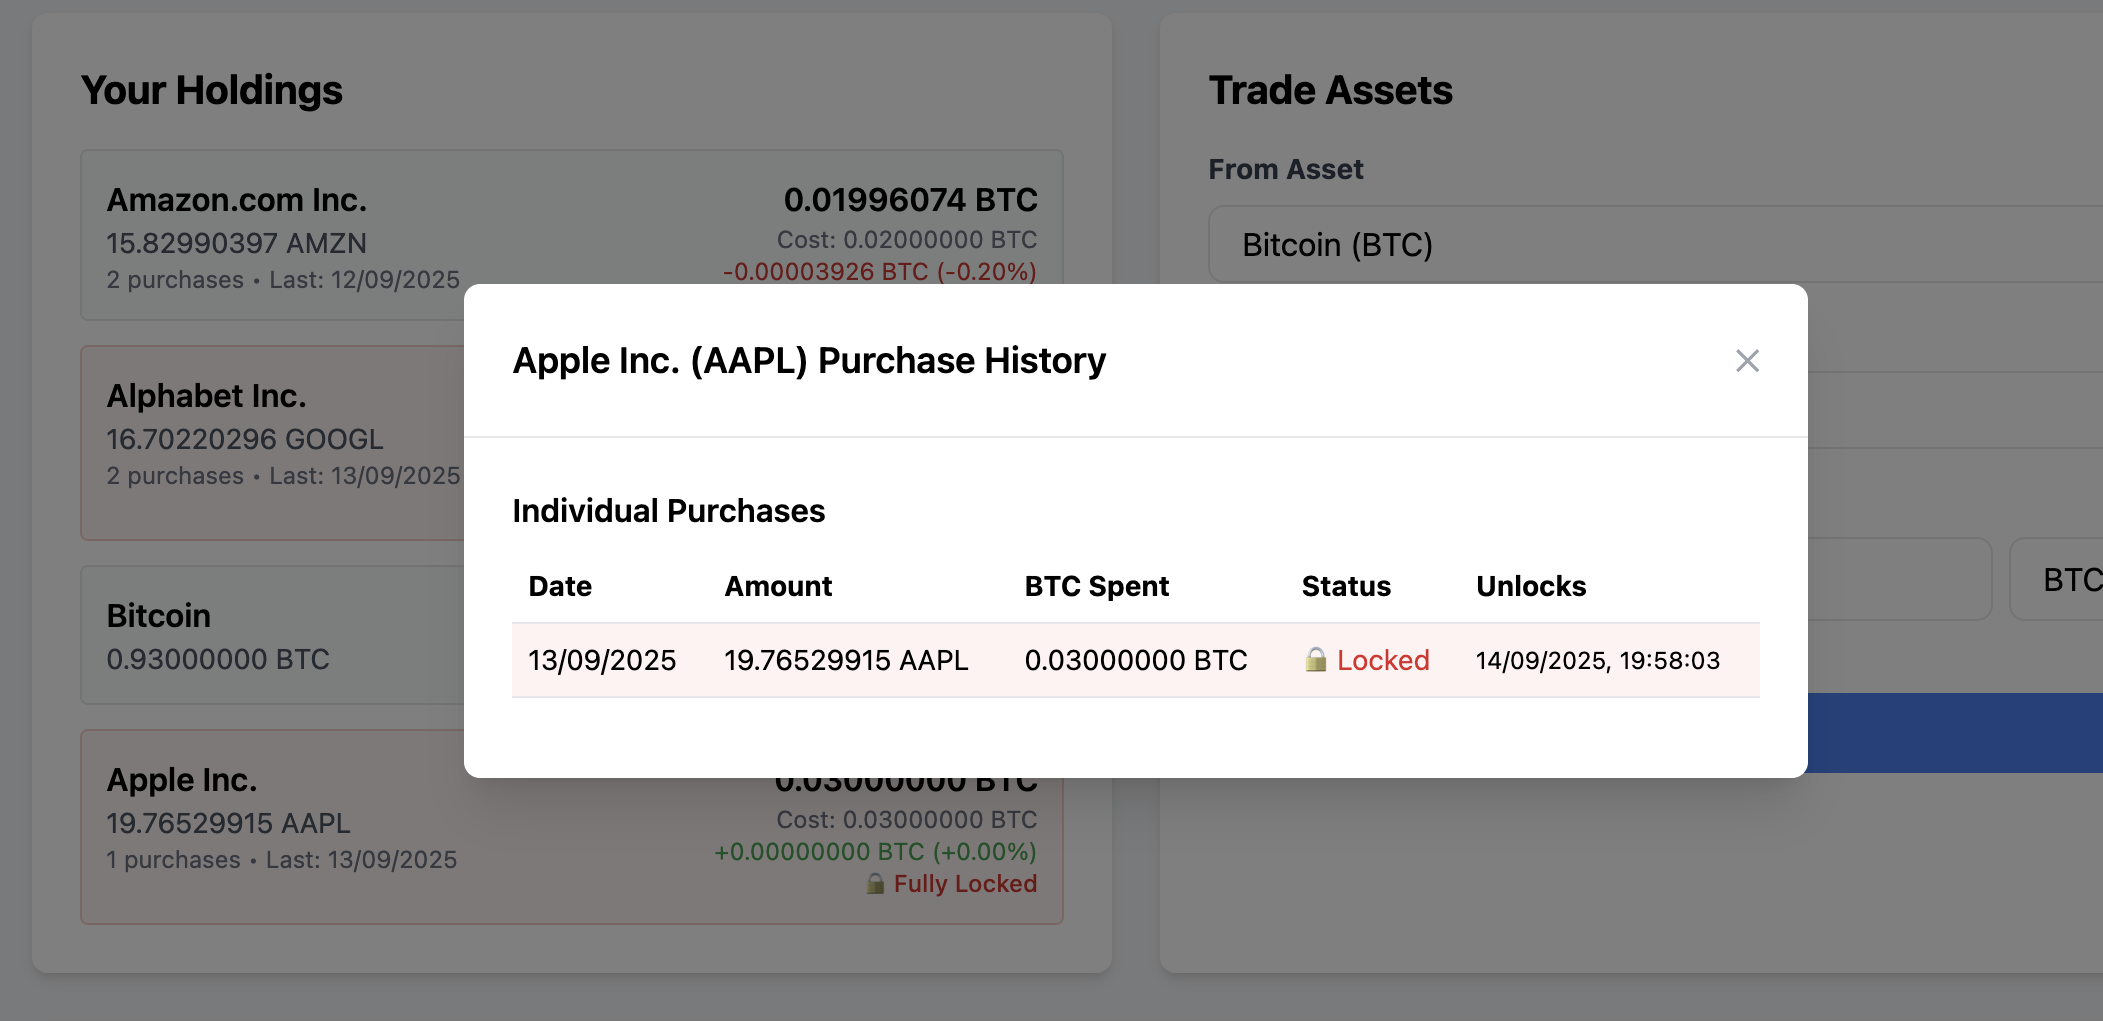 Your Holdings
Amazon.com Inc.
0.01996074 BTC
15.82990397 AMZN
Cost: 0.02000000 BTC
2 purchases • Last: 12/09/2025
-0.00003926 BTC (-0.20%)
Alphabet Inc.
16.70220296 GOOGL
2 purchases • Last: 13/09/2025
Bitcoin
0.93000000 BTC
Apple Inc.
0.03000000 BTC
19.76529915 AAPL
Cost: 0.03000000 BTC
1 purchases • Last: 13/09/2025
+0.00000000 BTC (+0.00%)
🔒 Fully Locked
Trade Assets
From Asset
Bitcoin (BTC)
BTC
Apple Inc. (AAPL) Purchase History
Individual Purchases
Date Amount BTC Spent Status Unlocks
13/09/2025 19.76529915 AAPL 0.03000000 BTC 🔒 Locked 14/09/2025, 19:58:03